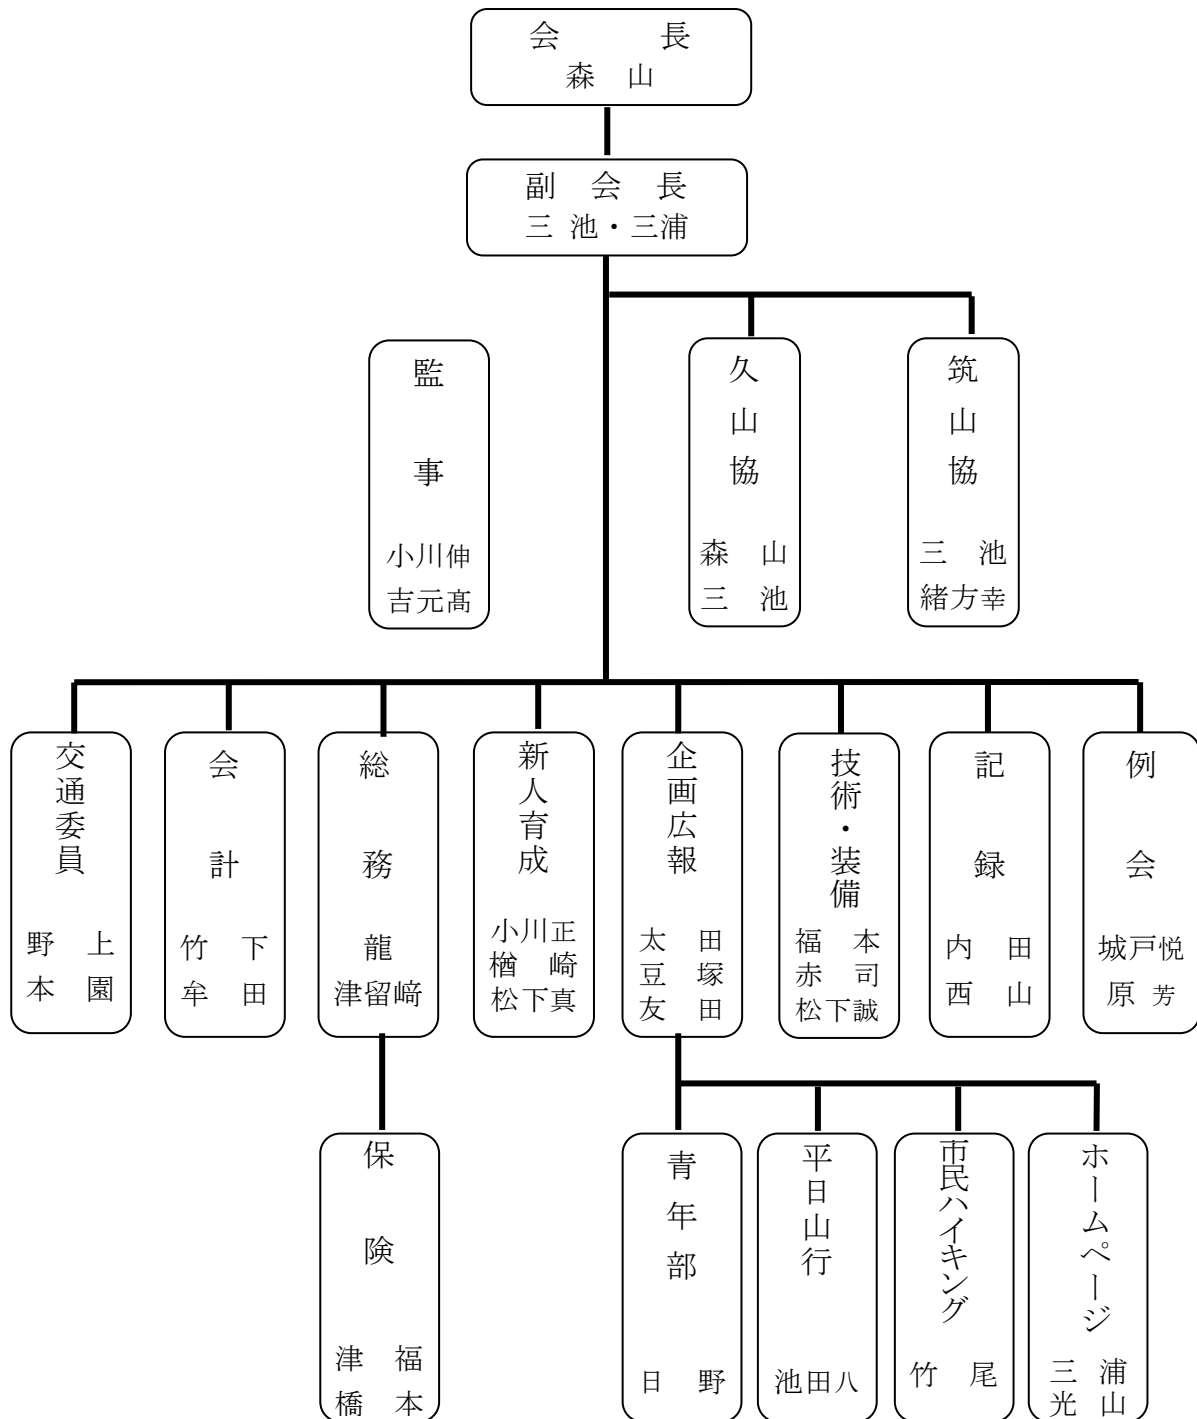 会長
森山
副会長
三池・三浦
監事
小川伸
吉元髙
久山協
森山
三池
筑山協
三池
緒方幸
交通委員
野上
本園
会計
竹下
牟田
総務
龍
津留﨑
新人育成
小川正
楢崎
松下真
企画広報
太田
豆塚
友田
技術・装備
福本
赤司
松下誠
記録
内田
西山
例会
城戸悦
原芳
保険
津福
橋本
青年部
日野
平日山行
池田八
市民ハイキング
竹尾
ホームページ
三浦
光山